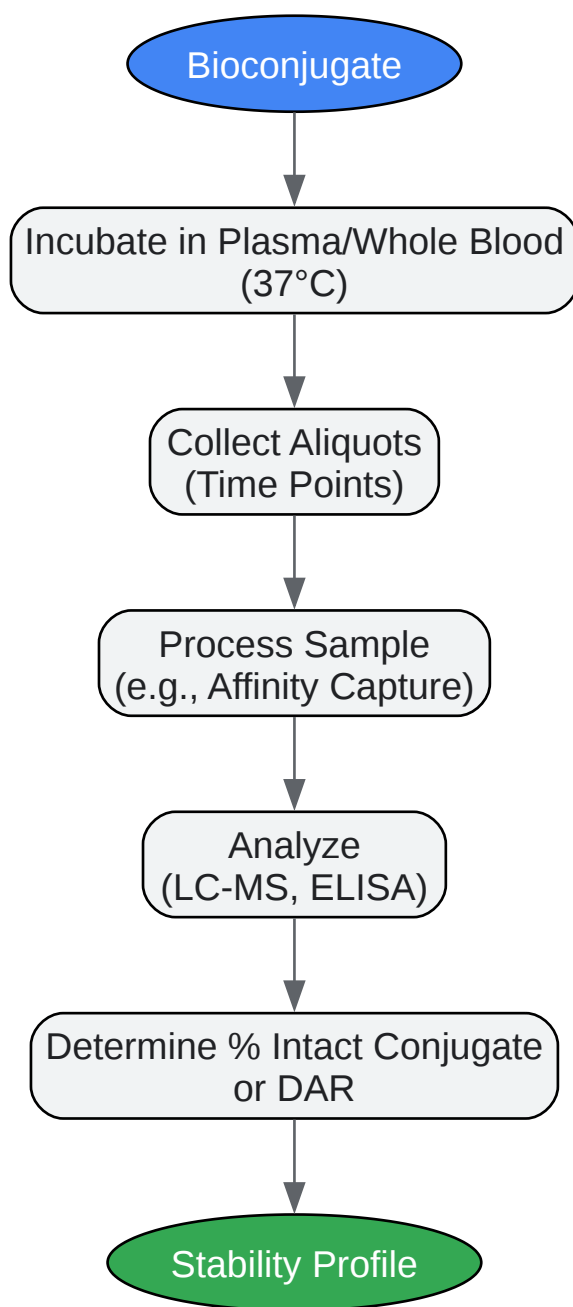 Bioconjugate
Incubate in Plasma/Whole Blood
(37°C)
Collect Aliquots
(Time Points)
Process Sample
(e.g., Affinity Capture)
Analyze
(LC-MS, ELISA)
Determine % Intact Conjugate
or DAR
Stability Profile